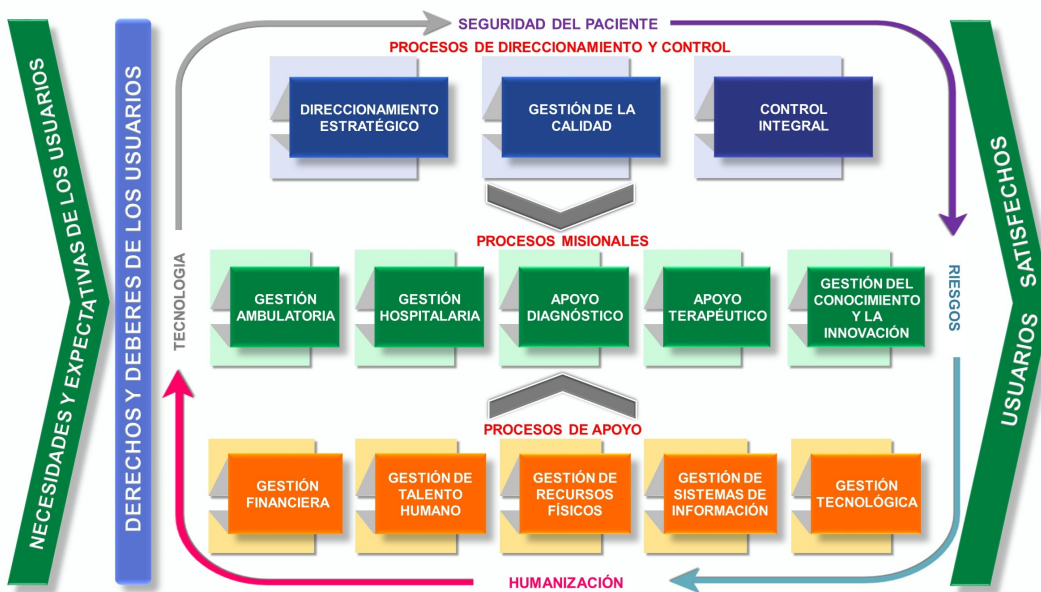 NECESIDADES Y EXPECTATIVAS DE LOS USUARIOS
DERECHOS Y DEBERES DE LOS USUARIOS
SEGURIDAD DEL PACIENTE
PROCESOS DE DIRECCIONAMIENTO Y CONTROL
DIRECCIONAMIENTO
ESTRATÉGICO
GESTIÓN DE LA
CALIDAD
CONTROL
INTEGRAL
TECNOLOGIA
PROCESOS MISIONALES
GESTIÓN
AMBULATORIA
GESTIÓN
HOSPITALARIA
APOYO
DIAGNÓSTICO
APOYO
TERAPÉUTICO
GESTIÓN DEL
CONOCIMIENTO
Y LA
INNOVACIÓN
RIESGOS
PROCESOS DE APOYO
GESTIÓN
FINANCIERA
GESTIÓN DE
TALENTO
HUMANO
GESTIÓN DE
RECURSOS
FÍSICOS
GESTIÓN DE
SISTEMAS DE
INFORMACIÓN
GESTIÓN
TECNOLÓGICA
HUMANIZACIÓN
USUARIOS SATISFECHOS